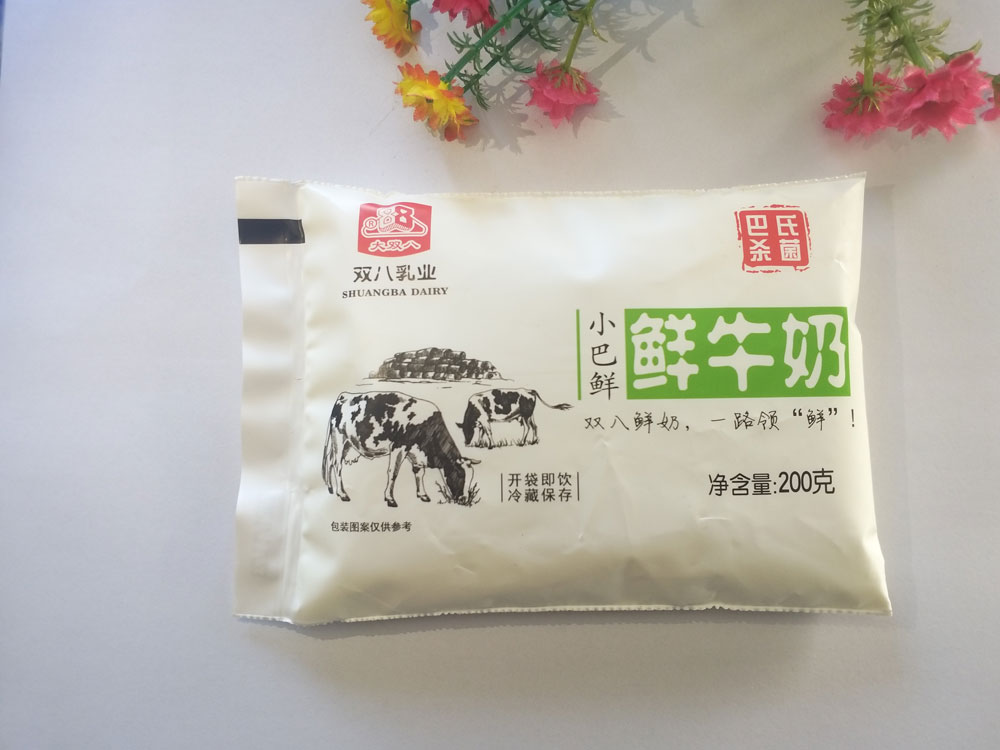 大双八
双八乳业
SHUANGBA DAIRY
巴氏
杀菌
小巴鲜
鲜牛奶
双八鲜奶，一路领“鲜”！
开袋即饮
冷藏保存
净含量:200克
包装图案仅供参考